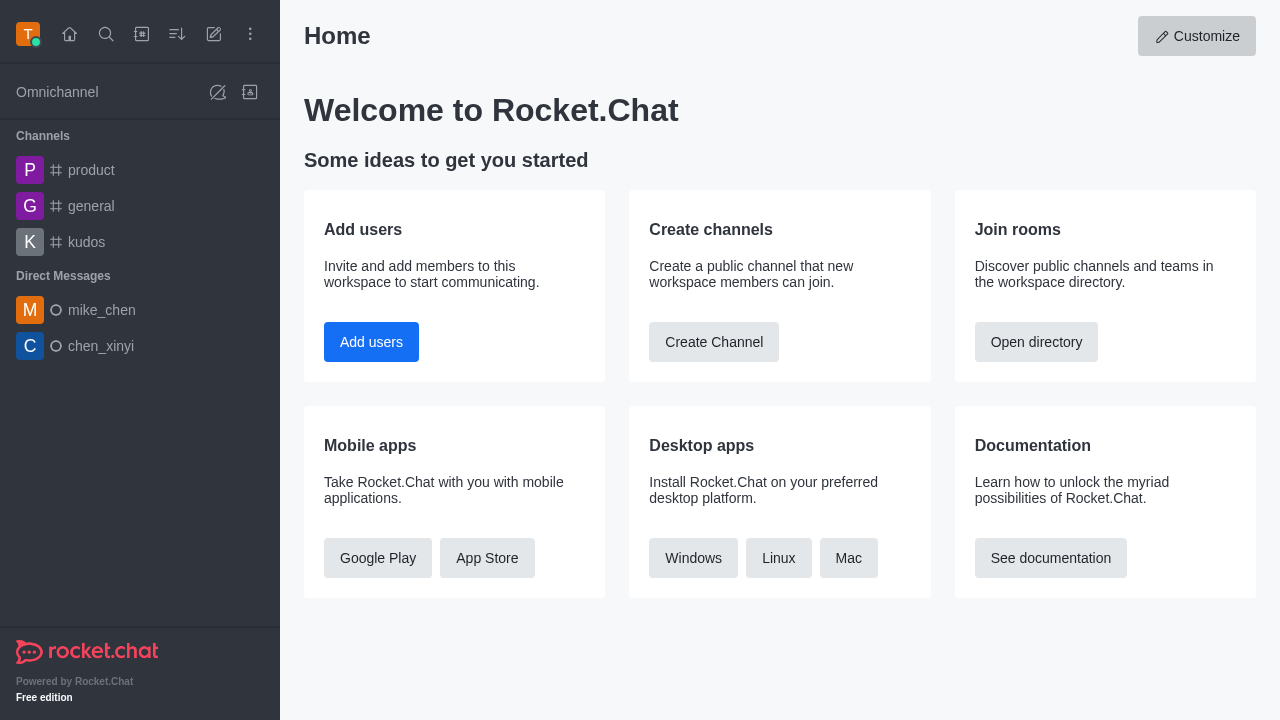 T
Omnichannel
Channels
P product
G general
K kudos
Direct Messages
M mike_chen
C chen_xinyi
rocket.chat
Powered by Rocket.Chat
Free edition
Home
Customize
Welcome to Rocket.Chat
Some ideas to get you started
Add users
Invite and add members to this
workspace to start communicating.
Add users
Create channels
Create a public channel that new
workspace members can join.
Create Channel
Join rooms
Discover public channels and teams in
the workspace directory.
Open directory
Mobile apps
Take Rocket.Chat with you with mobile
applications.
Google Play App Store
Desktop apps
Install Rocket.Chat on your preferred
desktop platform.
Windows Linux Mac
Documentation
Learn how to unlock the myriad
possibilities of Rocket.Chat.
See documentation